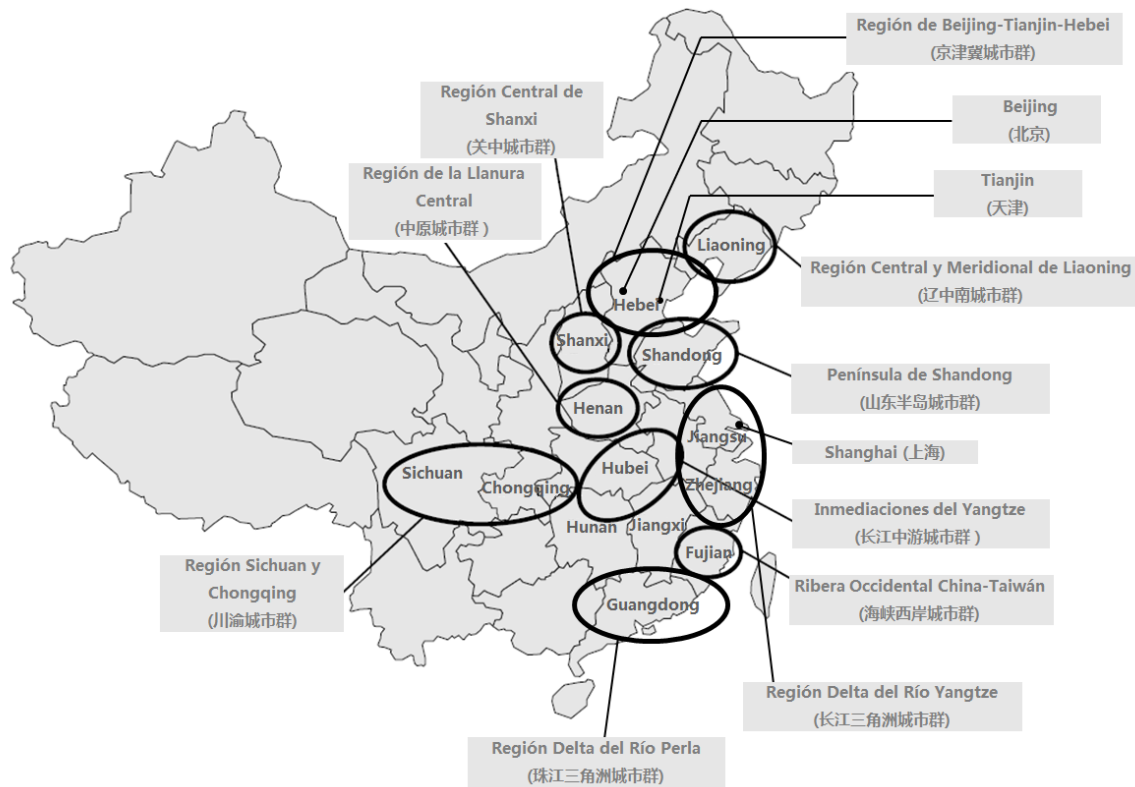 Región de Beijing-Tianjin-Hebei
(京津冀城市群)
Región Central de
Shanxi
(关中城市群)
Beijing
(北京)
Región de la Llanura
Central
(中原城市群 )
Tianjin
(天津)
Liaoning
Región Central y Meridional de Liaoning
(辽中南城市群)
Hebei
Shanxi
Shandong
Península de Shandong
(山东半岛城市群)
Henan
Jiangsu
Shanghai (上海)
Sichuan
Hubei
Chongqing
Zhejiang
Inmediaciones del Yangtze
(长江中游城市群 )
Hunan
Jiangxi
Fujian
Región Sichuan y
Chongqing
(川渝城市群)
Ribera Occidental China-Taiwán
(海峡西岸城市群)
Guangdong
Región Delta del Río Yangtze
(长江三角洲城市群)
Región Delta del Río Perla
(珠江三角洲城市群)